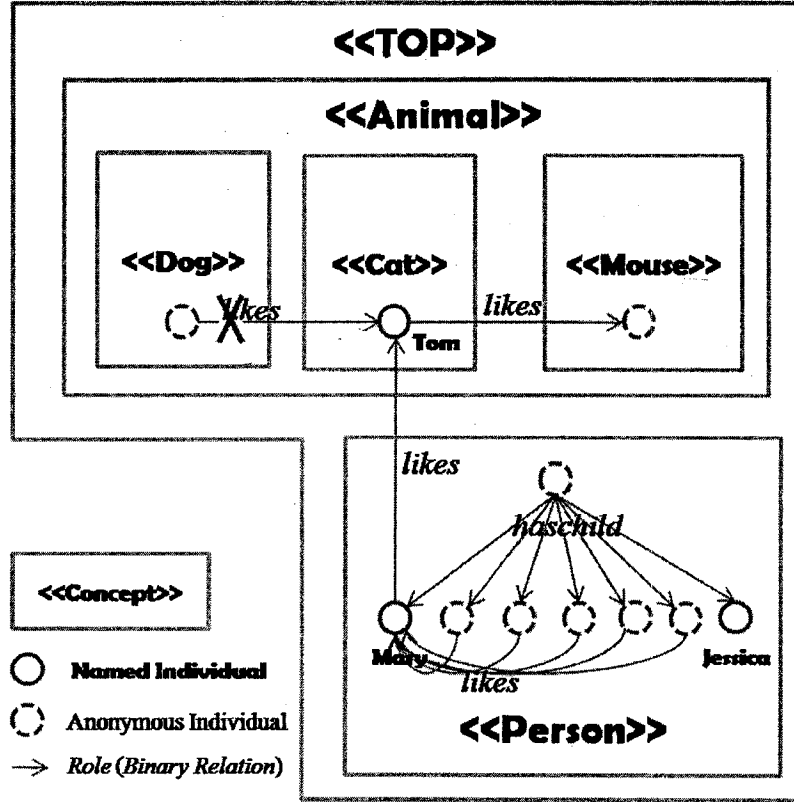 <<TOP>>
<<Animal>>
<<Dog>> <<Cat>> <<Mouse>>
likes likes
Tom
likes
haschild
<<Concept>>
Mary Jessica
Named Individual
likes
Anonymous Individual
<<Person>>
Role (Binary Relation)